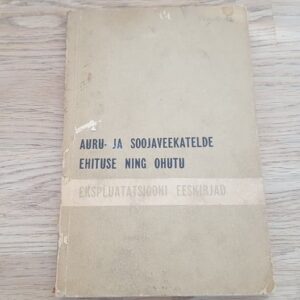 AURU- JA SOOJAVEEKATELDE
EHITUSE NING OHUTU
EKSPLUATATSIOONI EESKIRJAD